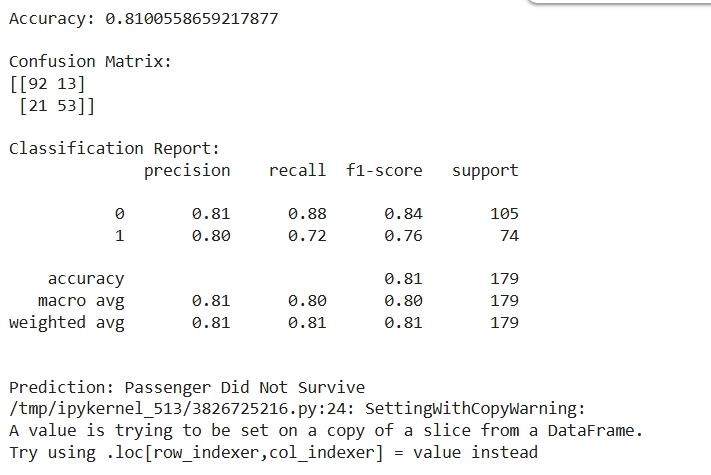 Accuracy: 0.8100558659217877
Confusion Matrix:
[[92 13]
 [21 53]]
Classification Report:
precision recall f1-score support
0 0.81 0.88 0.84 105
1 0.80 0.72 0.76 74
accuracy 0.81 179
macro avg 0.81 0.80 0.80 179
weighted avg 0.81 0.81 0.81 179
Prediction: Passenger Did Not Survive
/tmp/ipykernel_513/3826725216.py:24: SettingWithCopyWarning:
A value is trying to be set on a copy of a slice from a DataFrame.
Try using .loc[row_indexer,col_indexer] = value instead